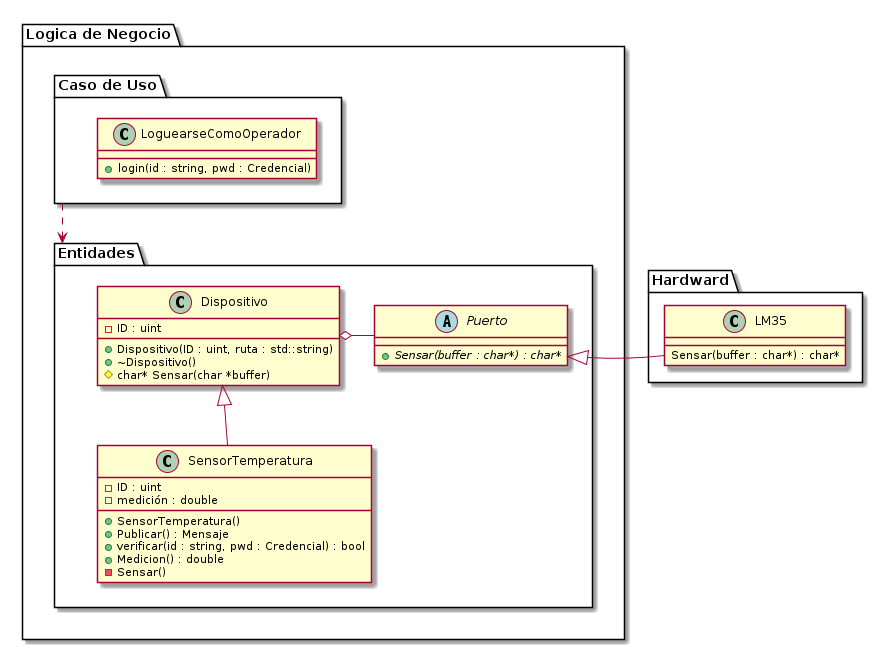 Logica de Negocio
Caso de Uso
C LoguearseComoOperador
login(id : string, pwd : Credencial)
Entidades
C Dispositivo
ID : uint
Dispositivo(ID : uint, ruta : std::string)
~Dispositivo()
char* Sensar(char *buffer)
A Puerto
Sensar(buffer : char*) : char*
Hardward
C LM35
Sensar(buffer : char*) : char*
C SensorTemperatura
ID : uint
medición : double
SensorTemperatura()
Publicar() : Mensaje
verificar(id : string, pwd : Credencial) : bool
Medicion() : double
Sensar()